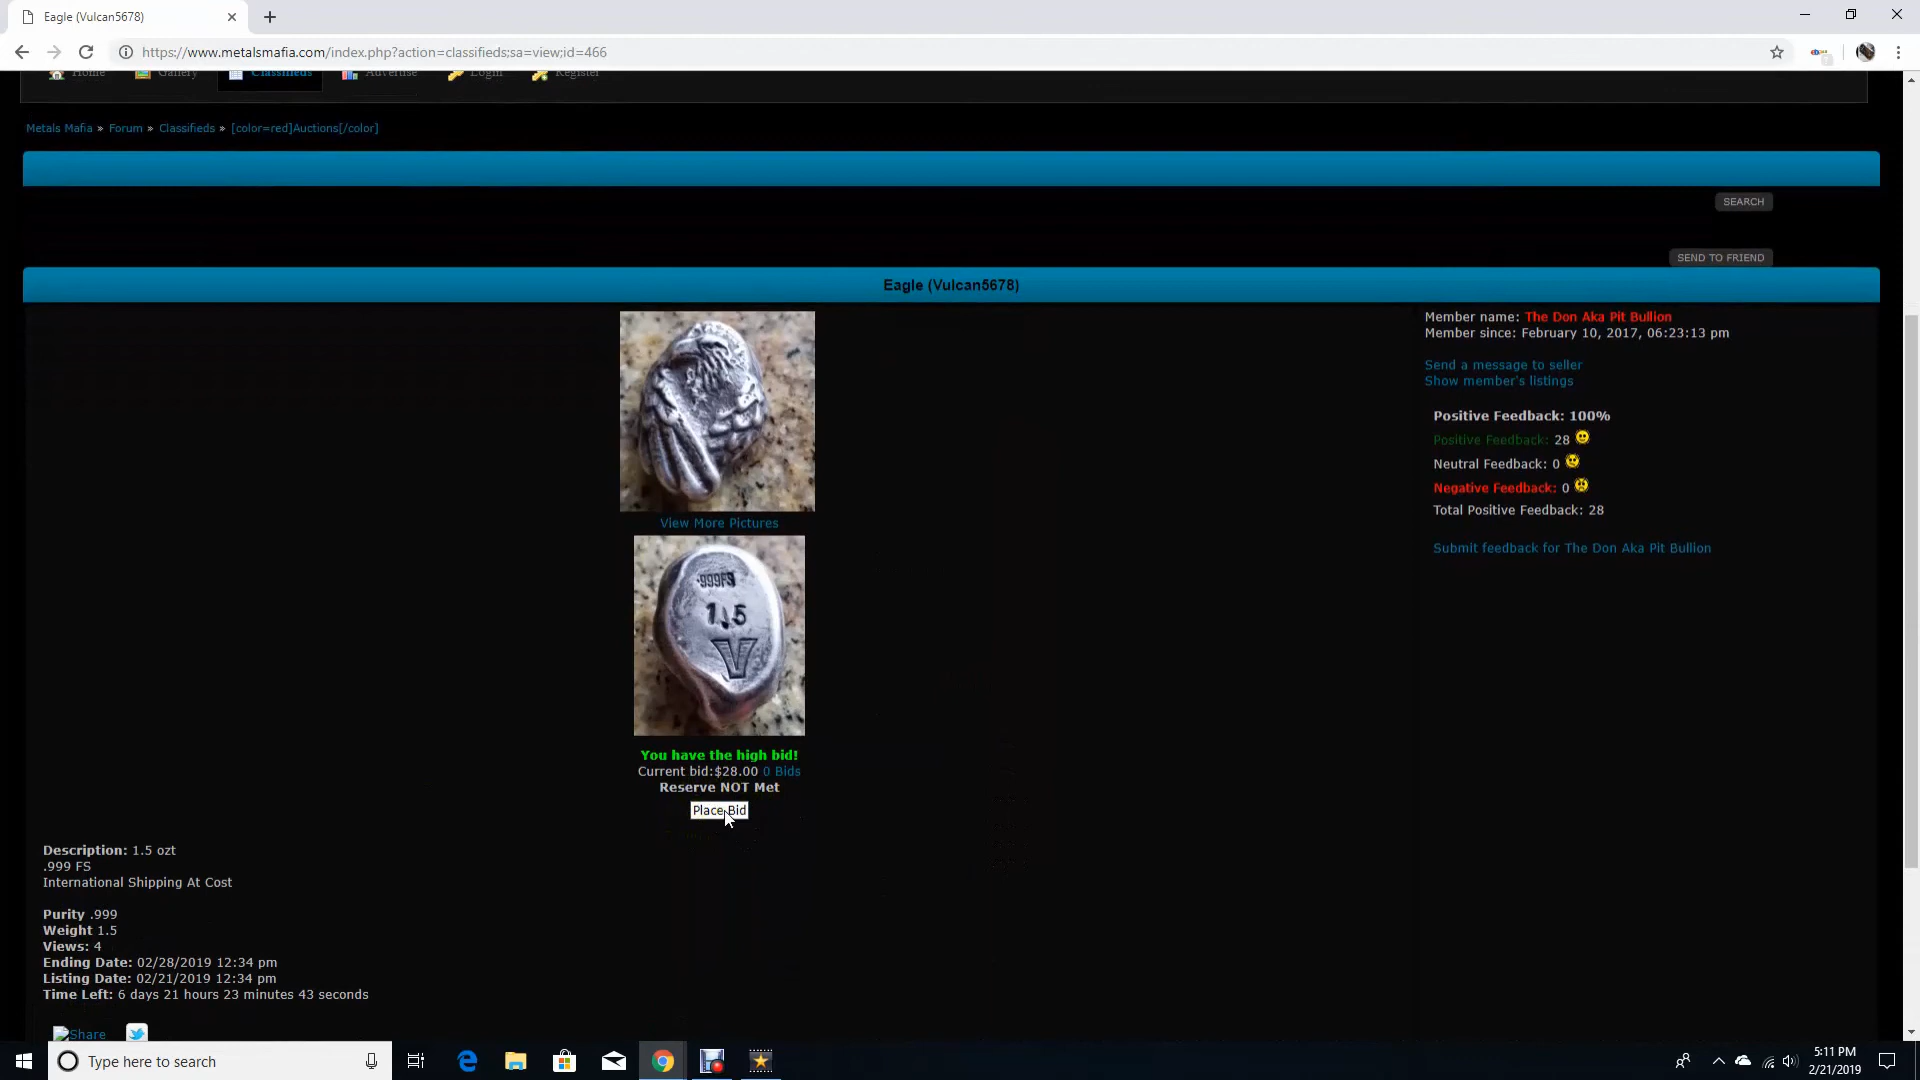 Eagle (Vulcan5678)
https://www.metalsmafia.com/index.php?action=classifieds;sa=view;id=466
Home Gallery Classifieds Advertise Login Register
Metals Mafia » Forum » Classifieds » [color=red]Auctions[/color]
SEARCH
SEND TO FRIEND
Eagle (Vulcan5678)
Member name: The Don Aka Pit Bullion
Member since: February 10, 2017, 06:23:13 pm
Send a message to seller
Show member's listings
Positive Feedback: 100%
Positive Feedback: 28
Neutral Feedback: 0
Negative Feedback: 0
Total Positive Feedback: 28
Submit feedback for The Don Aka Pit Bullion
View More Pictures
.999FS
1.5
V
You have the high bid!
Current bid:$28.00 0 Bids
Reserve NOT Met
Place Bid
Description: 1.5 ozt
.999 FS
International Shipping At Cost
Purity .999
Weight 1.5
Views: 4
Ending Date: 02/28/2019 12:34 pm
Listing Date: 02/21/2019 12:34 pm
Time Left: 6 days 21 hours 23 minutes 43 seconds
Share
Type here to search
5:11 PM
2/21/2019